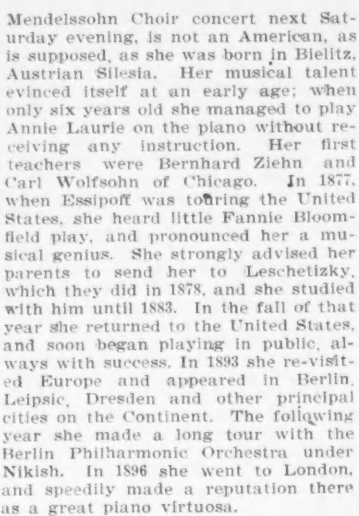 Mendelssohn Choir concert next Sat-
urday evening, is not an American, as
is supposed, as she was born in Bielitz,
Austrian Silesia. Her musical talent
evinced itself at an early age; when
only six years old she managed to play
Annie Laurie on the piano without re-
ceiving any instruction. Her first
teachers were Bernhard Ziehn and
Carl Wolfsohn of Chicago. In 1877,
when Essipoff was touring the United
States, she heard little Fannie Bloom-
field play, and pronounced her a mu-
sical genius. She strongly advised her
parents to send her to Leschetizky,
which they did in 1878, and she studied
with him until 1883. In the fall of that
year she returned to the United States,
and soon began playing in public, al-
ways with success. In 1893 she re-visit-
ed Europe and appeared in Berlin,
Leipsic, Dresden and other principal
cities on the Continent. The following
year she made a long tour with the
Berlin Philharmonic Orchestra under
Nikish. In 1896 she went to London,
and speedily made a reputation there
as a great piano virtuosa.